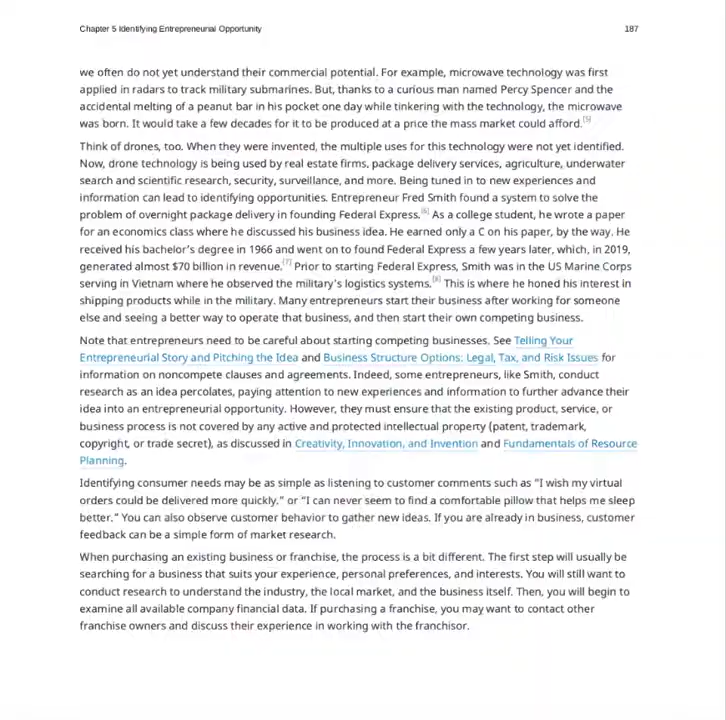 Chapter 5 Identifying Entrepreneurial Opportunity 187
we often do not yet understand their commercial potential. For example, microwave technology was first
applied in radars to track military submarines. But, thanks to a curious man named Percy Spencer and the
accidental melting of a peanut bar in his pocket one day while tinkering with the technology, the microwave
was born. It would take a few decades for it to be produced at a price the mass market could afford.[5]
Think of drones, too. When they were invented, the multiple uses for this technology were not yet identified.
Now, drone technology is being used by real estate firms, package delivery services, agriculture, underwater
search and scientific research, security, surveillance, and more. Being tuned in to new experiences and
information can lead to identifying opportunities. Entrepreneur Fred Smith found a system to solve the
problem of overnight package delivery in founding Federal Express.[6] As a college student, he wrote a paper
for an economics class where he discussed his business idea. He earned only a C on his paper, by the way. He
received his bachelor's degree in 1966 and went on to found Federal Express a few years later, which, in 2019,
generated almost $70 billion in revenue.[7] Prior to starting Federal Express, Smith was in the US Marine Corps
serving in Vietnam where he observed the military's logistics systems.[8] This is where he honed his interest in
shipping products while in the military. Many entrepreneurs start their business after working for someone
else and seeing a better way to operate that business, and then start their own competing business.
Note that entrepreneurs need to be careful about starting competing businesses. See Telling Your
Entrepreneurial Story and Pitching the Idea and Business Structure Options: Legal, Tax, and Risk Issues for
information on noncompete clauses and agreements. Indeed, some entrepreneurs, like Smith, conduct
research as an idea percolates, paying attention to new experiences and information to further advance their
idea into an entrepreneurial opportunity. However, they must ensure that the existing product, service, or
business process is not covered by any active and protected intellectual property (patent, trademark,
copyright, or trade secret), as discussed in Creativity, Innovation, and Invention and Fundamentals of Resource
Planning.
Identifying consumer needs may be as simple as listening to customer comments such as "I wish my virtual
orders could be delivered more quickly." or "I can never seem to find a comfortable pillow that helps me sleep
better." You can also observe customer behavior to gather new ideas. If you are already in business, customer
feedback can be a simple form of market research.
When purchasing an existing business or franchise, the process is a bit different. The first step will usually be
searching for a business that suits your experience, personal preferences, and interests. You will still want to
conduct research to understand the industry, the local market, and the business itself. Then, you will begin to
examine all available company financial data. If purchasing a franchise, you may want to contact other
franchise owners and discuss their experience in working with the franchisor.